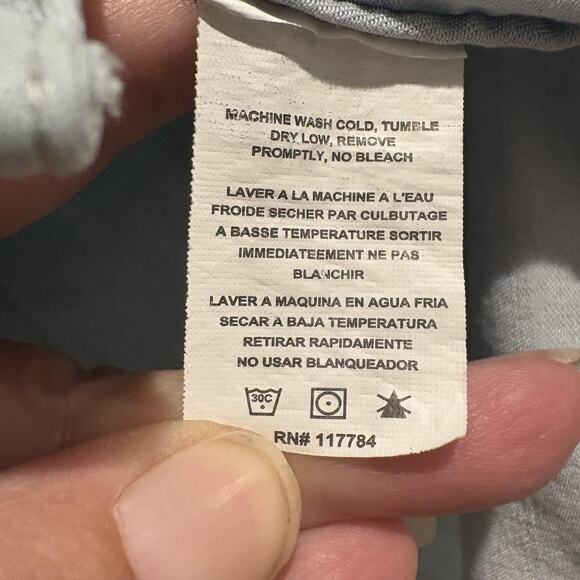 MACHINE WASH COLD, TUMBLE
DRY LOW, REMOVE
PROMPTLY, NO BLEACH
LAVER A LA MACHINE A L'EAU
FROIDE SECHER PAR CULBUTAGE
A BASSE TEMPERATURE SORTIR
IMMEDIATEMENT NE PAS
BLANCHIR
LAVER A MAQUINA EN AGUA FRIA
SECAR A BAJA TEMPERATURA
RETIRAR RAPIDAMENTE
NO USAR BLANQUEADOR
30C
RN# 117784